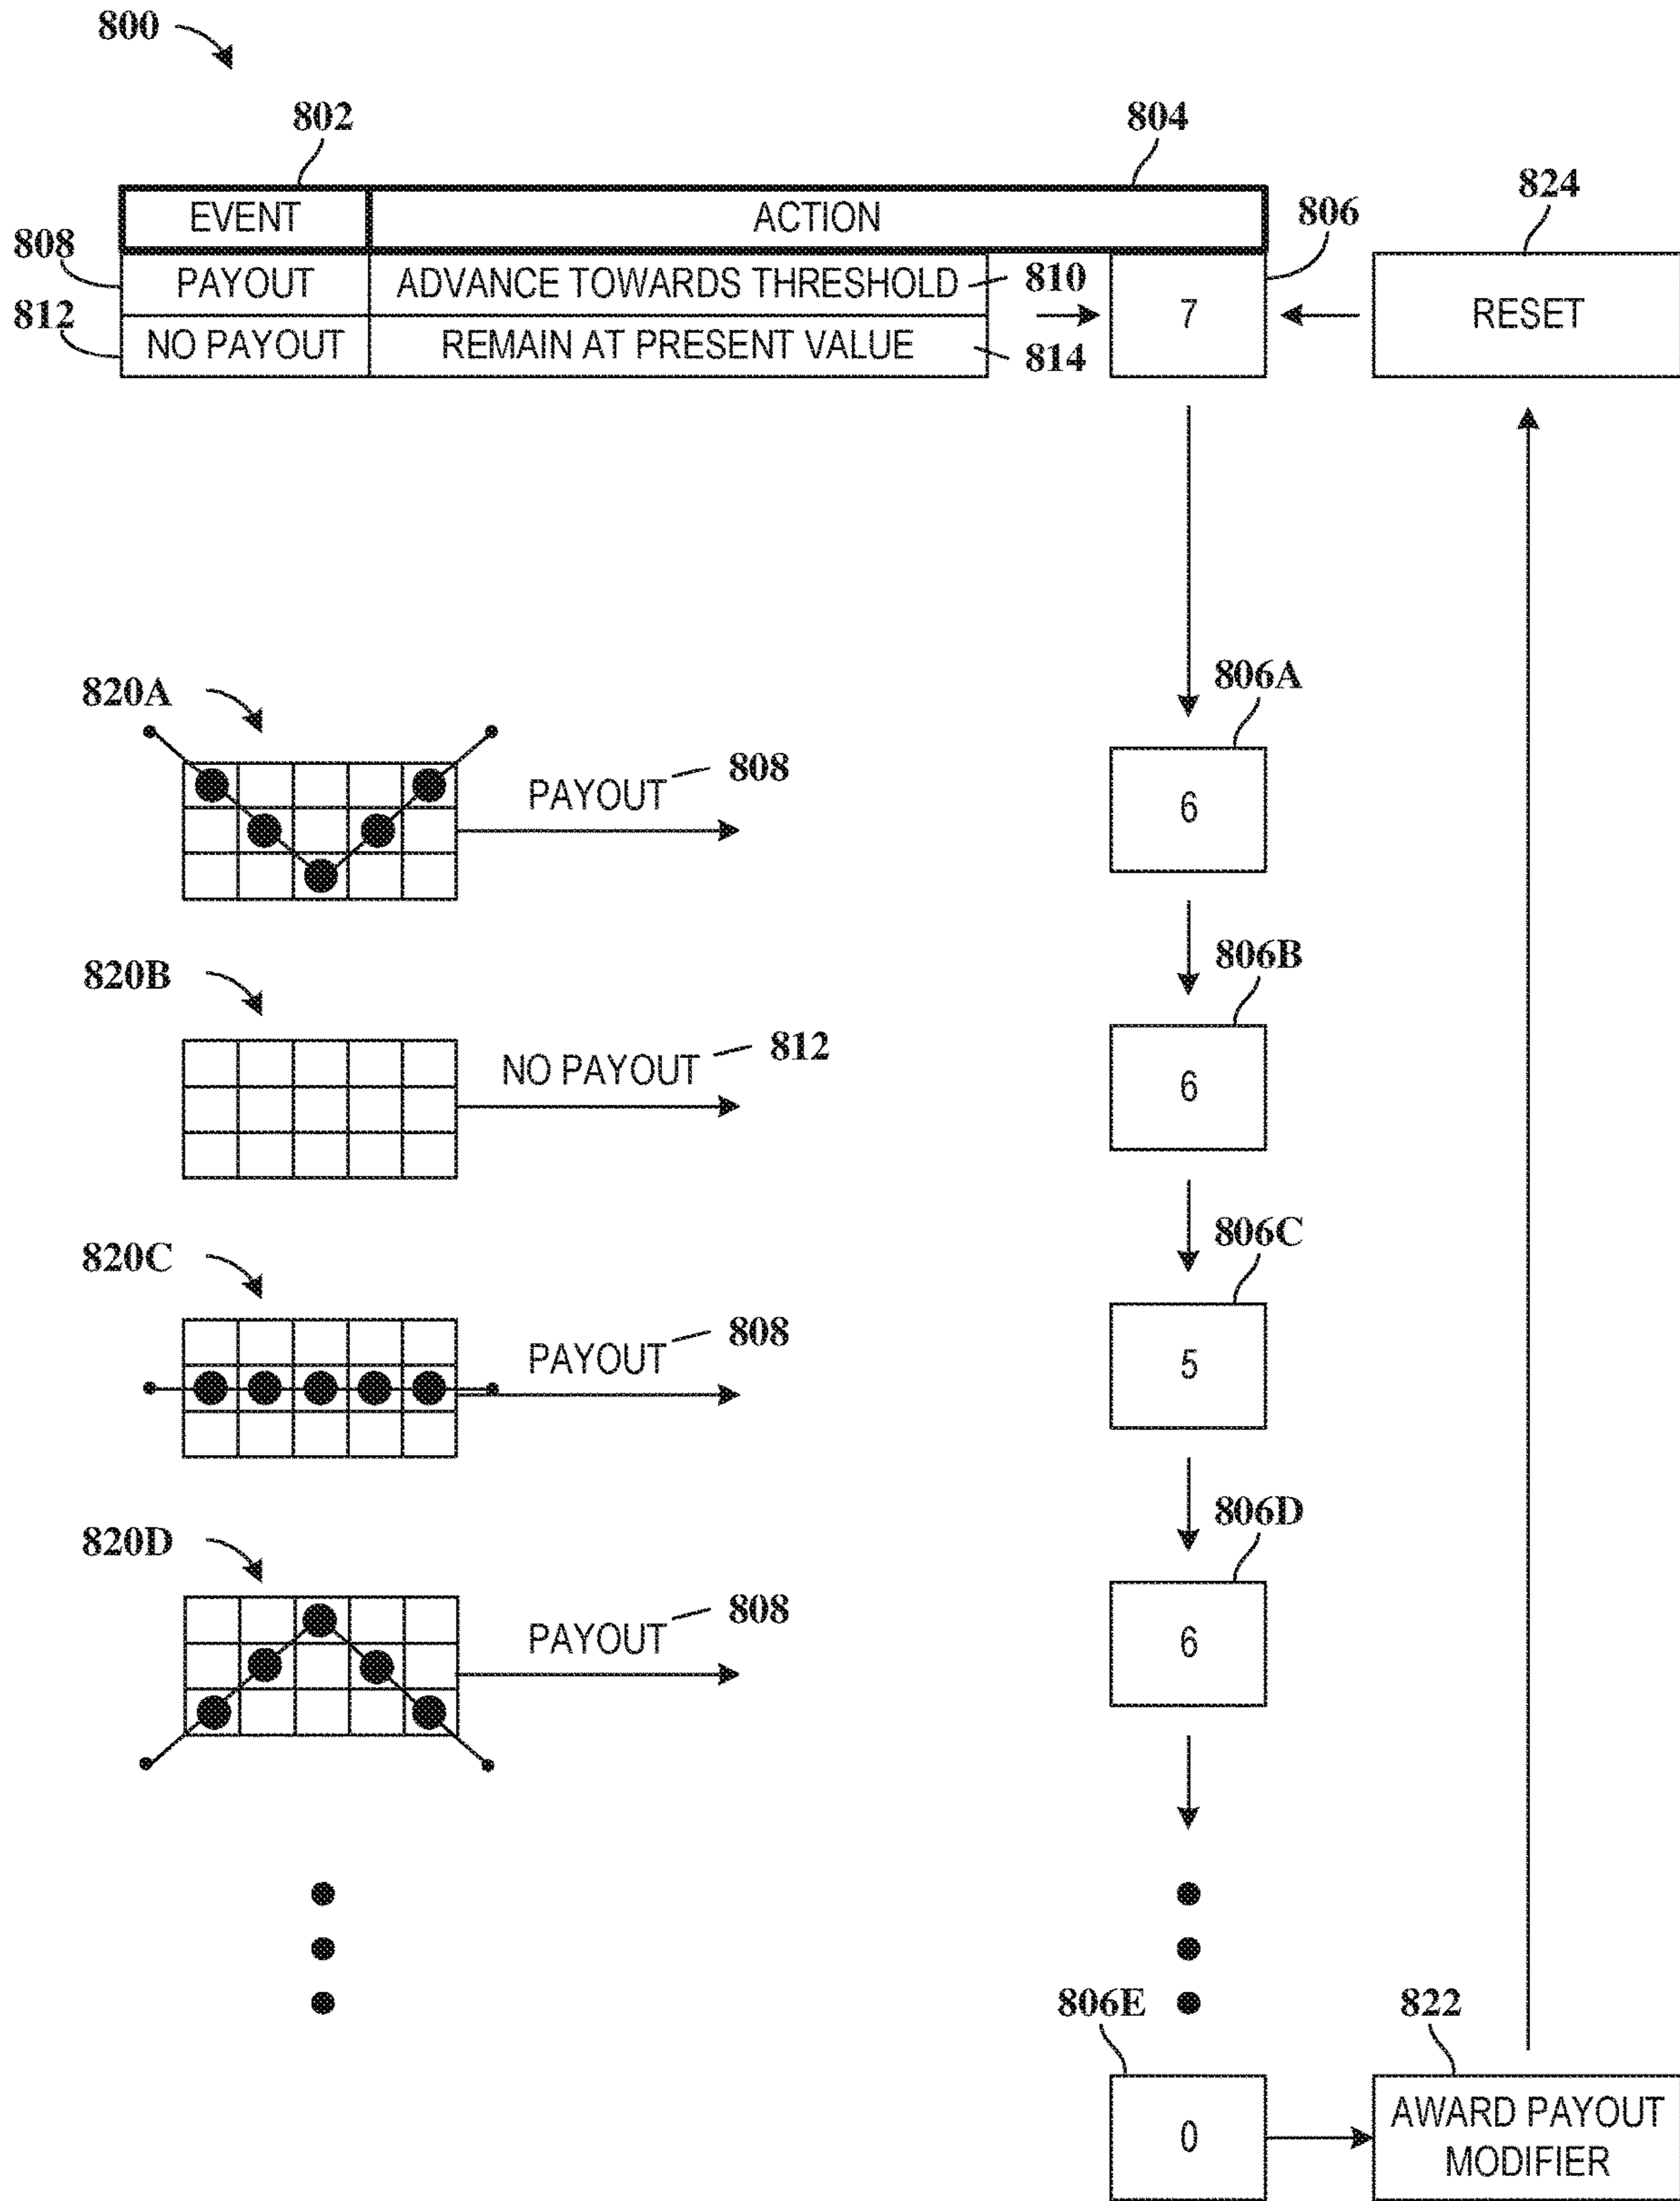 800
802
804
824
EVENT ACTION
806
808
PAYOUT ADVANCE TOWARDS THRESHOLD 810
7
RESET
812
NO PAYOUT REMAIN AT PRESENT VALUE 814
820A
806A
PAYOUT 808
6
820B
806B
NO PAYOUT 812
6
820C
806C
PAYOUT 808
5
820D
806D
PAYOUT 808
6
806E
822
0
AWARD PAYOUT
MODIFIER